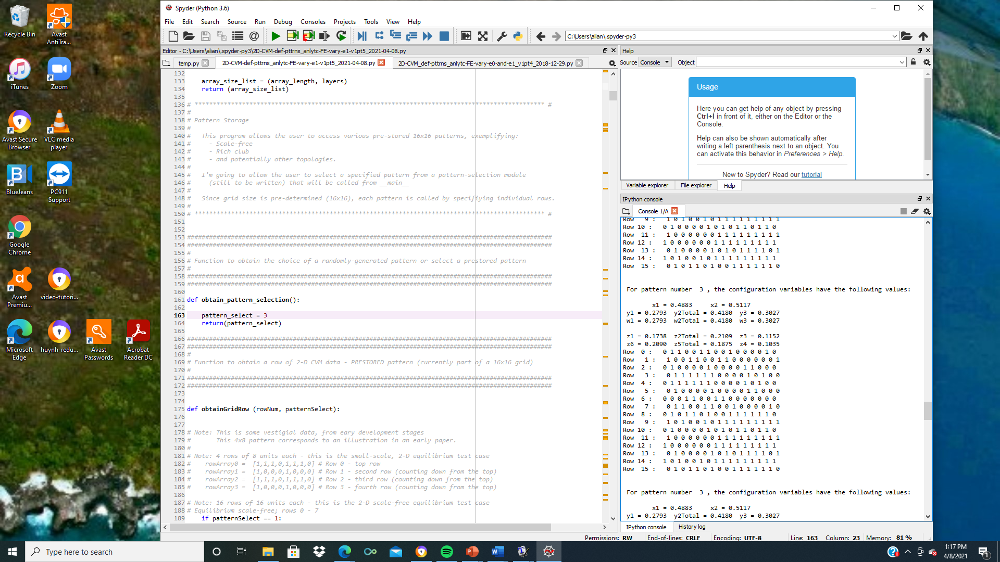 Recycle Bin
Avast AntiTra...
iTunes
Zoom
Avast Secure Browser
VLC media player
BlueJeans
PC911 Support
Google Chrome
Avast Premiu...
video-tutori...
Microsoft Edge
huynh-redu...
Avast Passwords
Acrobat Reader DC
Spyder (Python 3.6)
File Edit Search Source Run Debug Consoles Projects Tools View Help
C:\Users\alian\.spyder-py3
Editor - C:\Users\alian\.spyder-py3\2D-CVM-def-pttrns_anlytc-FE-vary-e1-v1pt5_2021-04-08.py
temp.py
2D-CVM-def-pttrns_anlytc-FE-vary-e1-v1pt5_2021-04-08.py
2D-CVM_def-pttrns_anlytc-FE-vary-e0-and-e1_v1pt4_2018-12-29.py
132
133     array_size_list = (array_length, layers)
134     return (array_size_list)
135
136 # ************************************************************************************************ #
137 #
138 # Pattern Storage
139 #
140 #   This program allows the user to access various pre-stored 16x16 patterns, exemplifying:
141 #     - Scale-free
142 #     - Rich club
143 #     - and potentially other topologies.
144 #
145 #   I'm going to allow the user to select a specified pattern from a pattern-selection module
146 #     (still to be written) that will be called from __main__
147 #
148 #   Since grid size is pre-determined (16x16), each pattern is called by specifiying individual rows.
149 #
150 # ************************************************************************************************ #
151
152
153 ####################################################################################################
154 ####################################################################################################
155 #
156 # Function to obtain the choice of a randomly-generated pattern or select a prestored pattern
157 #
158 ####################################################################################################
159 ####################################################################################################
160
161 def obtain_pattern_selection():
162
163     pattern_select = 3
164     return(pattern_select)
165
166 ####################################################################################################
167 ####################################################################################################
168 #
169 # Function to obtain a row of 2-D CVM data - PRESTORED pattern (currently part of a 16x16 grid)
170 #
171 ####################################################################################################
172 ####################################################################################################
173
174
175 def obtainGridRow (rowNum, patternSelect):
176
177
178 # Note: This is some vestigial data, from eary development stages
179 #       This 4x8 pattern corresponds to an illustration in an early paper.
180 #
181 # Note: 4 rows of 8 units each - this is the small-scale, 2-D equilibrium test case
182 #    rowArray0 =  [1,1,1,0,1,1,1,0] # Row 0 - top row
183 #    rowArray1 =  [1,0,0,0,1,0,0,0] # Row 1 - second row (counting down from the top)
184 #    rowArray2 =  [1,1,1,0,1,1,1,0] # Row 2 - third row (counting down from the top)
185 #    rowArray3 =  [1,0,0,0,1,0,0,0] # Row 3 - fourth row (counting down from the top)
186
187 # Note: 16 rows of 16 units each - this is the 2-D scale-free equilibrium test case
188 # Equilibrium scale-free; rows 0 - 7
189     if patternSelect == 1:
Help
Source Console Object
Usage
Here you can get help of any object by pressing
Ctrl+I in front of it, either on the Editor or the
Console.
Help can also be shown automatically after
writing a left parenthesis next to an object. You
can activate this behavior in Preferences > Help.
New to Spyder? Read our tutorial
Variable explorer File explorer Help
IPython console
Console 1/A
Row   9 :    1 0 1 0 0 1 0 1 1 1 1 1 1 1 1 1
Row 10 :   0 1 0 0 0 0 1 0 1 0 1 1 0 1 1 0
Row  11 :    1 0 0 0 0 0 0 1 1 1 1 1 1 1 1 1
Row 12 :   1 0 0 0 0 0 0 1 1 1 1 1 1 1 1 1
Row  13 :    0 1 0 0 0 0 1 0 1 0 1 1 1 1 0 1
Row 14 :   1 0 1 0 0 1 0 1 1 1 1 1 1 1 1 1
Row  15 :    0 1 0 1 1 0 1 0 0 1 1 1 1 1 1 0
For pattern number  3 , the configuration variables have the following values:
x1 = 0.4883     x2 = 0.5117
y1 = 0.2793  y2Total = 0.4180  y3 = 0.3027
w1 = 0.2793  w2Total = 0.4180  w3 = 0.3027
z1 = 0.1738  z2Total = 0.2109  z3 = 0.1152
z6 = 0.2090  z5Total = 0.1875  z4 = 0.1035
Row  0 :   0 1 1 0 0 1 1 0 0 1 0 0 0 0 1 0
Row   1 :    1 0 0 1 1 0 0 1 1 0 0 0 0 0 0 1
Row  2 :   0 1 0 0 0 0 1 0 0 0 0 1 1 0 0 0
Row   3 :    0 1 1 1 1 1 1 0 0 0 0 1 0 1 0 0
Row  4 :   0 1 1 1 1 1 1 0 0 0 0 1 0 1 0 0
Row   5 :    0 1 0 0 0 0 1 0 0 0 0 1 1 0 0 0
Row  6 :   0 0 0 1 1 0 0 1 1 0 0 0 0 0 0 0
Row   7 :    0 1 1 0 0 1 1 0 0 1 0 0 0 0 1 0
Row  8 :   0 1 0 1 1 0 1 0 0 1 1 1 1 1 1 0
Row   9 :    1 0 1 0 0 1 0 1 1 1 1 1 1 1 1 1
Row 10 :   0 1 0 0 0 0 1 0 1 0 1 1 0 1 1 0
Row  11 :    1 0 0 0 0 0 0 1 1 1 1 1 1 1 1 1
Row 12 :   1 0 0 0 0 0 0 1 1 1 1 1 1 1 1 1
Row  13 :    0 1 0 0 0 0 1 0 1 0 1 1 1 1 0 1
Row 14 :   1 0 1 0 0 1 0 1 1 1 1 1 1 1 1 1
Row  15 :    0 1 0 1 1 0 1 0 0 1 1 1 1 1 1 0
For pattern number  3 , the configuration variables have the following values:
x1 = 0.4883     x2 = 0.5117
y1 = 0.2793  y2Total = 0.4180  y3 = 0.3027
IPython console History log
Permissions: RW End-of-lines: CRLF Encoding: UTF-8 Line: 163 Column: 23 Memory: 81 %
Type here to search
1:17 PM
4/8/2021
1